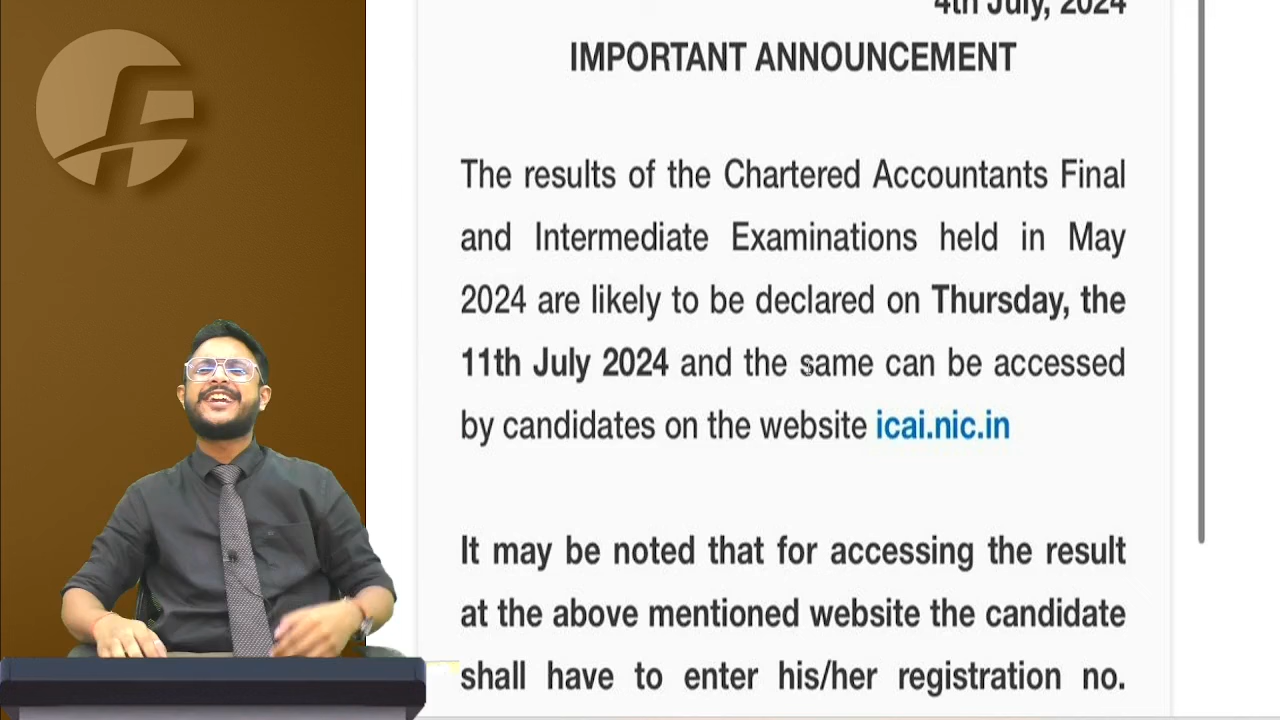 4th July, 2024
IMPORTANT ANNOUNCEMENT
The results of the Chartered Accountants Final
and Intermediate Examinations held in May
2024 are likely to be declared on Thursday, the
11th July 2024 and the same can be accessed
by candidates on the website icai.nic.in
It may be noted that for accessing the result
at the above mentioned website the candidate
shall have to enter his/her registration no.